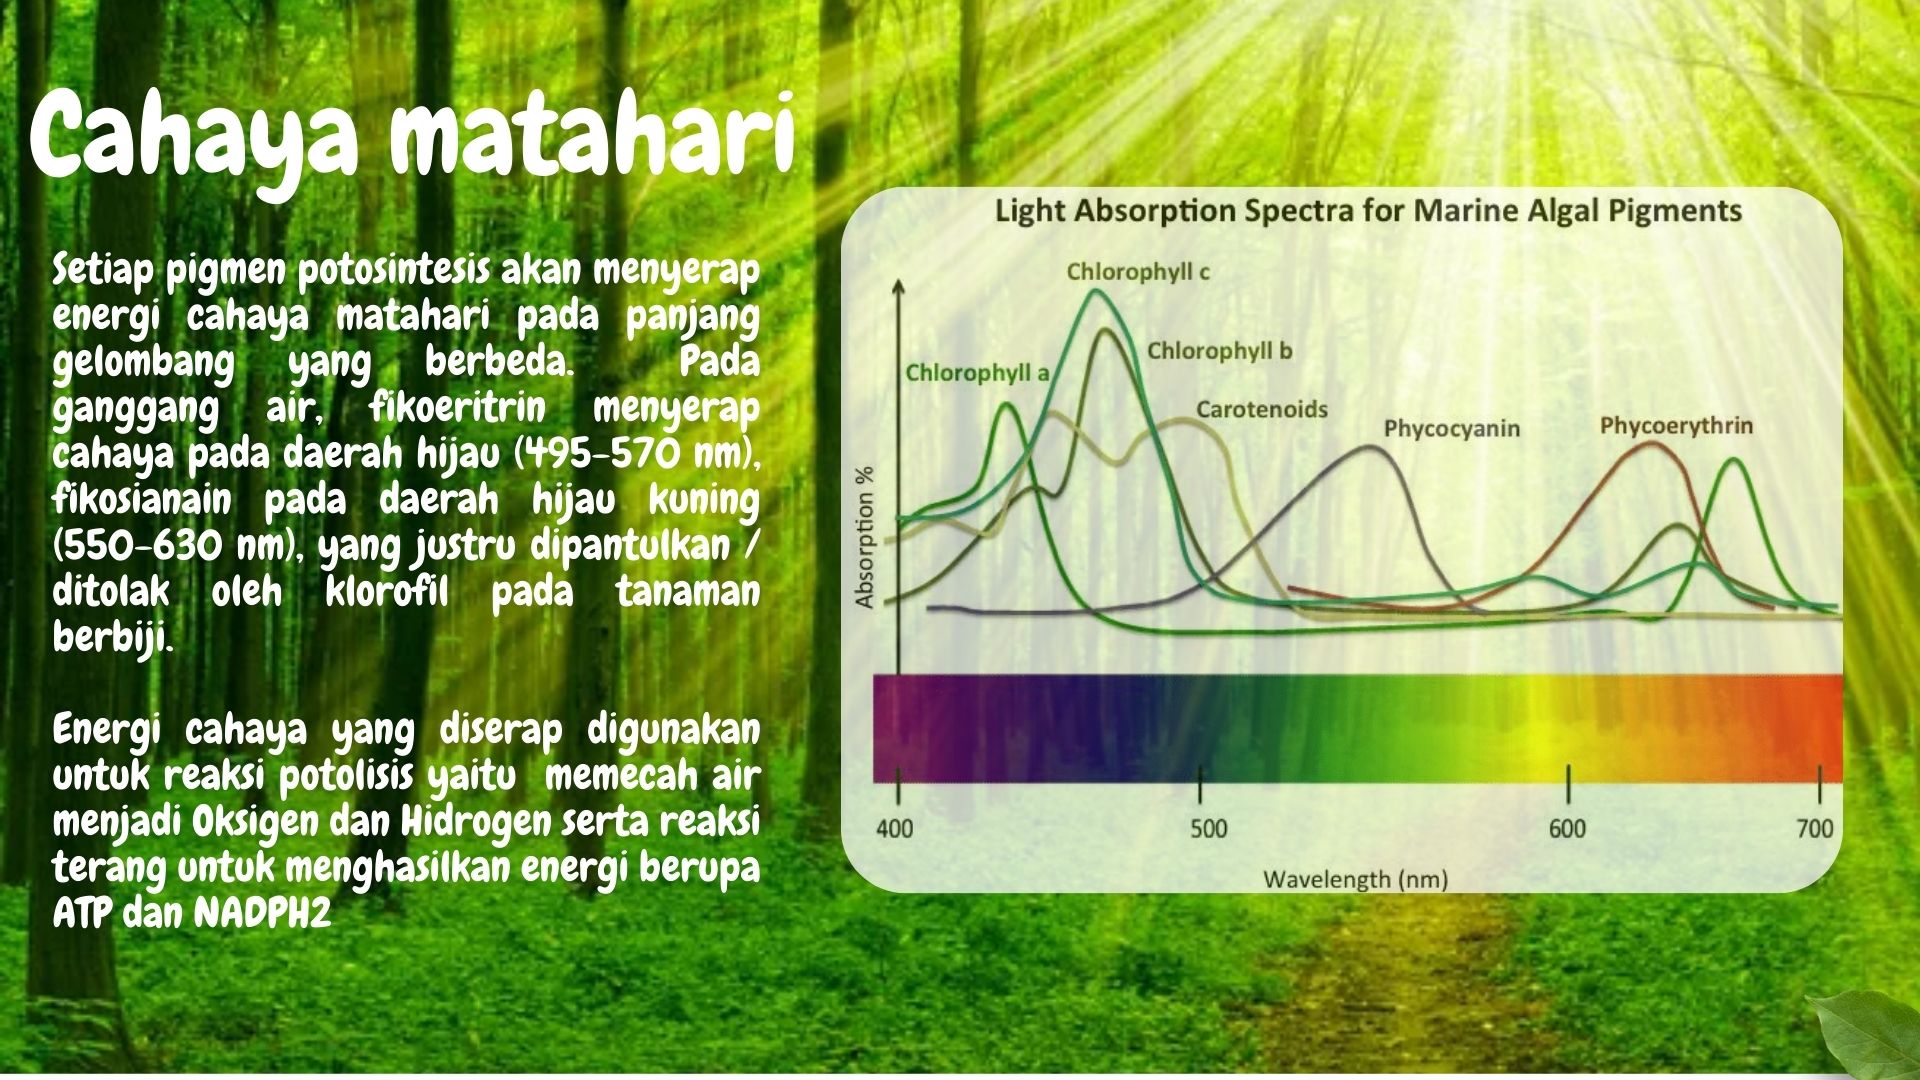 Cahaya matahari
Setiap pigmen potosintesis akan menyerap
energi cahaya matahari pada panjang
gelombang yang berbeda. Pada
ganggang air, fikoeritrin menyerap
cahaya pada daerah hijau (495-570 nm),
fikosianain pada daerah hijau kuning
(550-630 nm), yang justru dipantulkan /
ditolak oleh klorofil pada tanaman
berbiji.
Energi cahaya yang diserap digunakan
untuk reaksi potolisis yaitu memecah air
menjadi Oksigen dan Hidrogen serta reaksi
terang untuk menghasilkan energi berupa
ATP dan NADPH2
Light Absorption Spectra for Marine Algal Pigments
Chlorophyll c
Chlorophyll b
Chlorophyll a
Carotenoids
Phycocyanin
Phycoerythrin
Absorption %
400
500
600
700
Wavelength (nm)